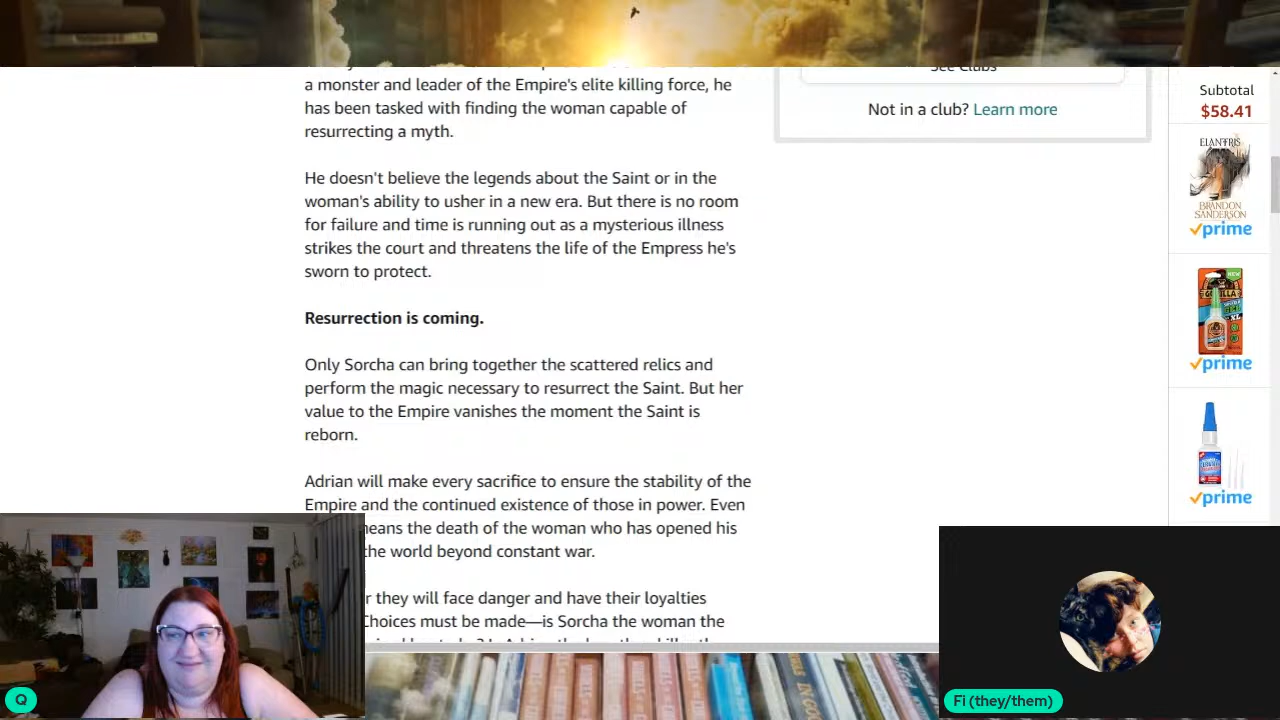 See Clubs
a monster and leader of the Empire's elite killing force, he
has been tasked with finding the woman capable of
resurrecting a myth.
Not in a club? Learn more
He doesn't believe the legends about the Saint or in the
woman's ability to usher in a new era. But there is no room
for failure and time is running out as a mysterious illness
strikes the court and threatens the life of the Empress he's
sworn to protect.
Resurrection is coming.
Only Sorcha can bring together the scattered relics and
perform the magic necessary to resurrect the Saint. But her
value to the Empire vanishes the moment the Saint is
reborn.
Adrian will make every sacrifice to ensure the stability of the
Empire and the continued existence of those in power. Even
means the death of the woman who has opened his
the world beyond constant war.
they will face danger and have their loyalties
Choices must be made—is Sorcha the woman the
Subtotal
$58.41
ELANTRIS
BRANDON
SANDERSON
prime
GORILLA
prime
prime
Q
Fi (they/them)